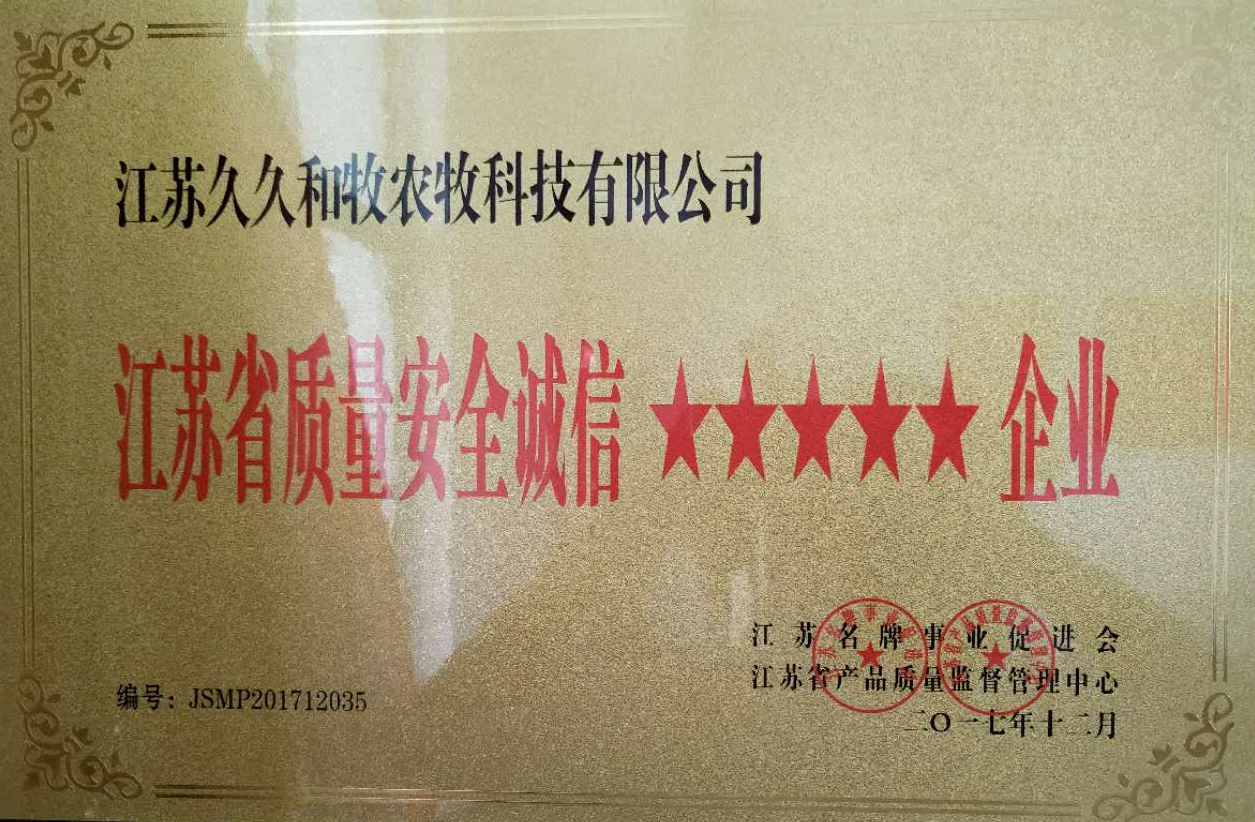 江苏久久和牧农牧科技有限公司
江苏省质量安全诚信★★★★★企业
江苏名牌事业促进会
江苏省产品质量监督管理中心
编号：JSMP201712035
二〇一七年十二月